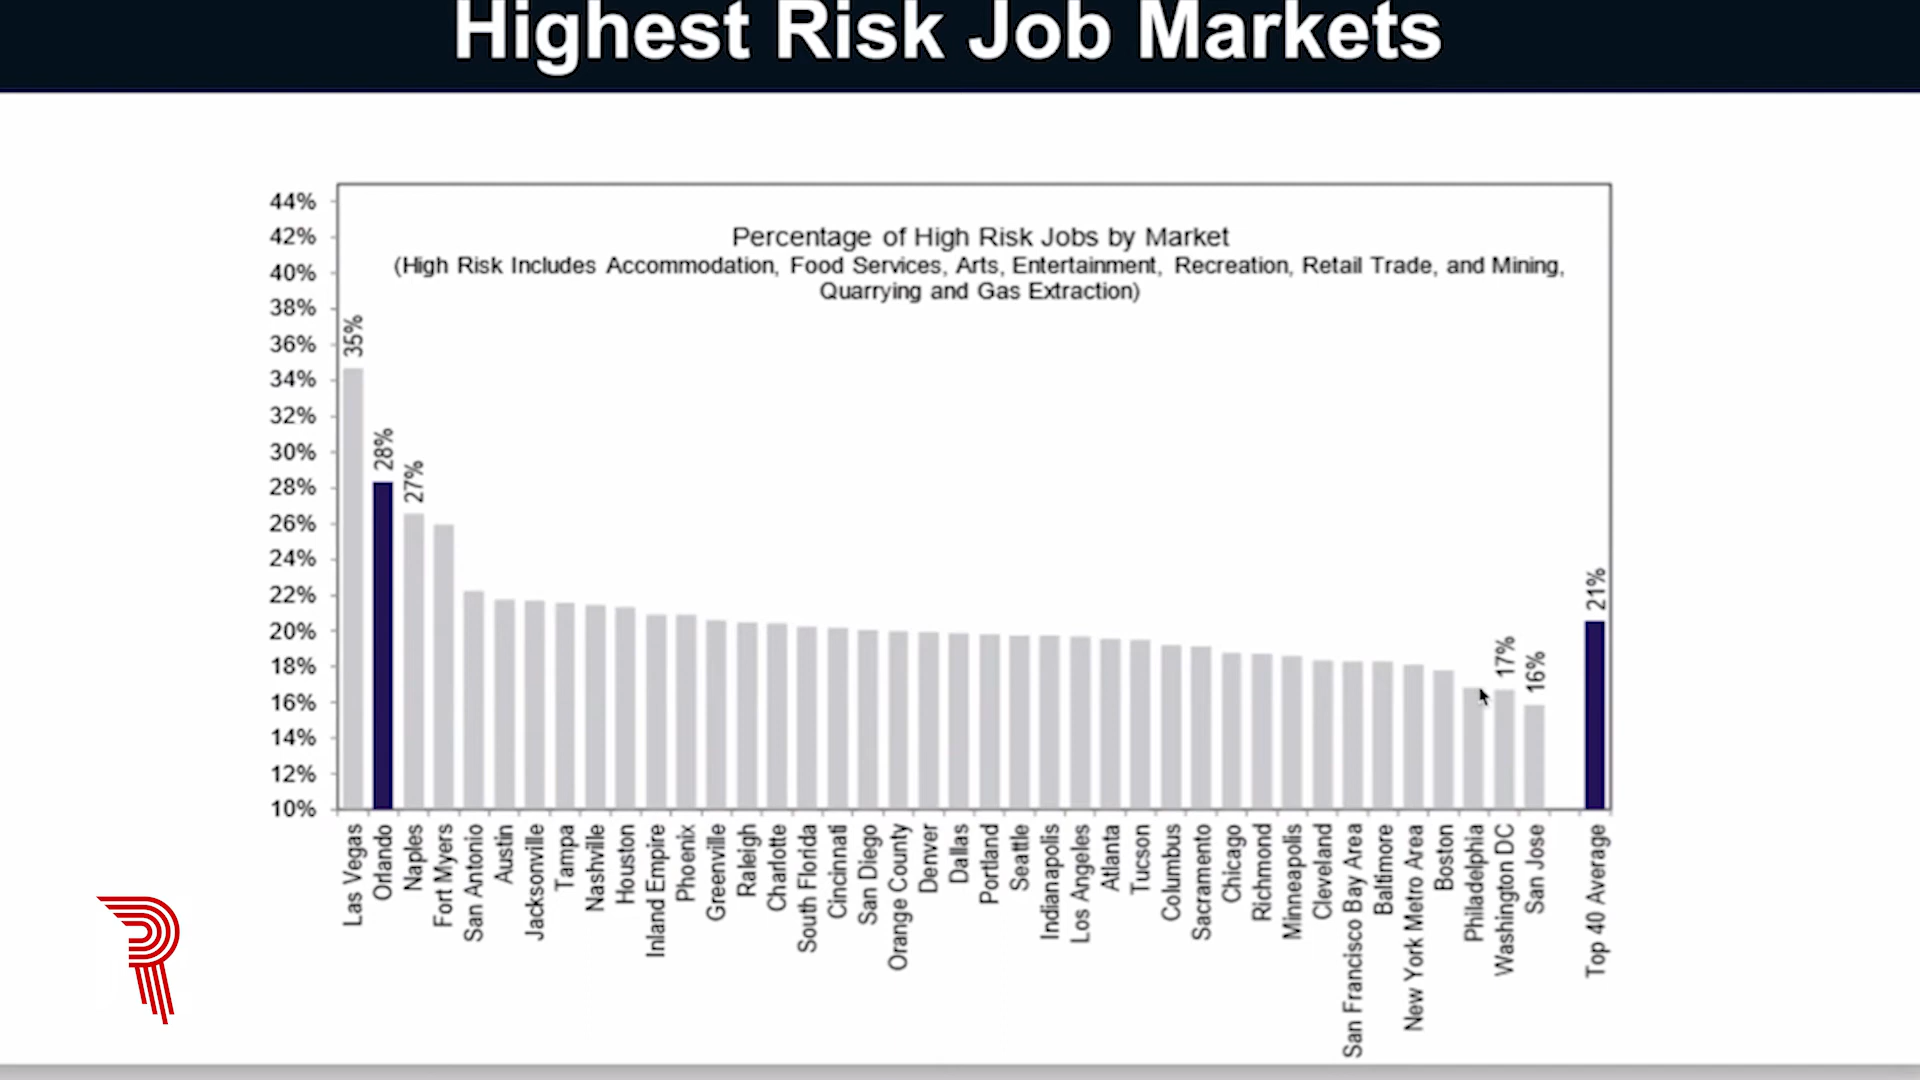 Highest Risk Job Markets
Percentage of High Risk Jobs by Market
(High Risk Includes Accommodation, Food Services, Arts, Entertainment, Recreation, Retail Trade, and Mining,
Quarrying and Gas Extraction)
44%
42%
40%
38%
36%
34%
32%
30%
28%
26%
24%
22%
20%
18%
16%
14%
12%
10%
35%
28%
27%
17%
16%
21%
Las Vegas
Orlando
Naples
Fort Myers
San Antonio
Austin
Jacksonville
Tampa
Nashville
Houston
Inland Empire
Phoenix
Greenville
Raleigh
Charlotte
South Florida
Cincinnati
San Diego
Orange County
Denver
Dallas
Portland
Seattle
Indianapolis
Los Angeles
Atlanta
Tucson
Columbus
Sacramento
Chicago
Richmond
Minneapolis
Cleveland
San Francisco Bay Area
Baltimore
New York Metro Area
Boston
Philadelphia
Washington DC
San Jose
Top 40 Average